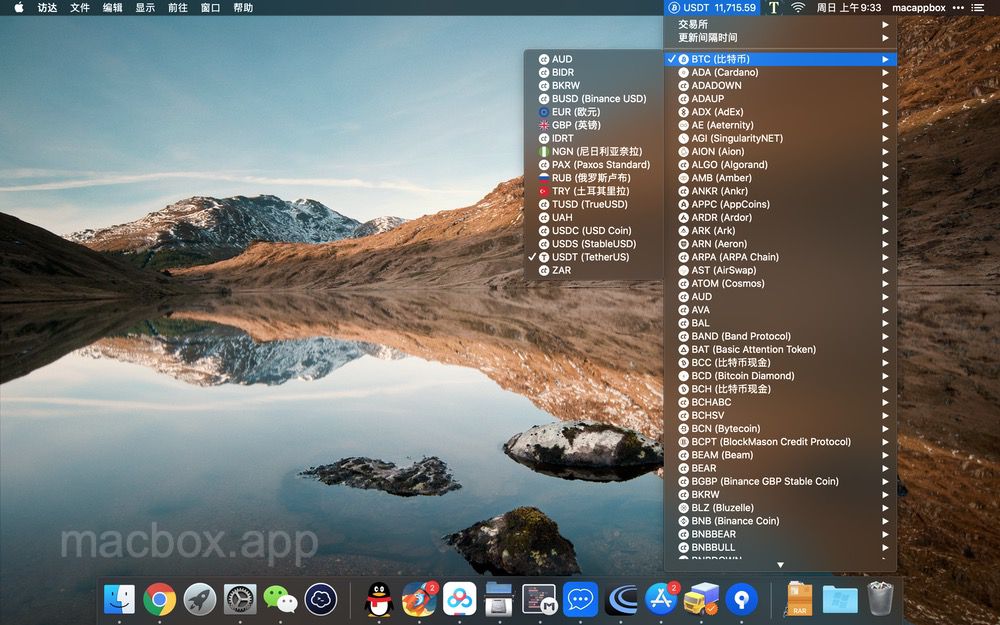 访达 文件 编辑 显示 前往 窗口 帮助 USDT 11,715.59 T 周日 上午9:33 macappbox
交易所
更新间隔时间
BTC (比特币)
ADA (Cardano)
ADADOWN
ADAUP
ADX (AdEx)
AE (Aeternity)
AGI (SingularityNET)
AION (Aion)
ALGO (Algorand)
AMB (Amber)
ANKR (Ankr)
APPC (AppCoins)
ARDR (Ardor)
ARK (Ark)
ARN (Aeron)
ARPA (ARPA Chain)
AST (AirSwap)
ATOM (Cosmos)
AUD
AVA
BAL
BAND (Band Protocol)
BAT (Basic Attention Token)
BCC (比特币现金)
BCD (Bitcoin Diamond)
BCH (比特币现金)
BCHABC
BCHSV
BCN (Bytecoin)
BCPT (BlockMason Credit Protocol)
BEAM (Beam)
BEAR
BGBP (Binance GBP Stable Coin)
BKRW
BLZ (Bluzelle)
BNB (Binance Coin)
BNBBEAR
BNBBULL
BNBDOWN
AUD
BIDR
BKRW
BUSD (Binance USD)
EUR (欧元)
GBP (英镑)
IDRT
NGN (尼日利亚奈拉)
PAX (Paxos Standard)
RUB (俄罗斯卢布)
TRY (土耳其里拉)
TUSD (TrueUSD)
UAH
USDC (USD Coin)
USDS (StableUSD)
USDT (TetherUS)
ZAR
macbox.app
2
2
RAR